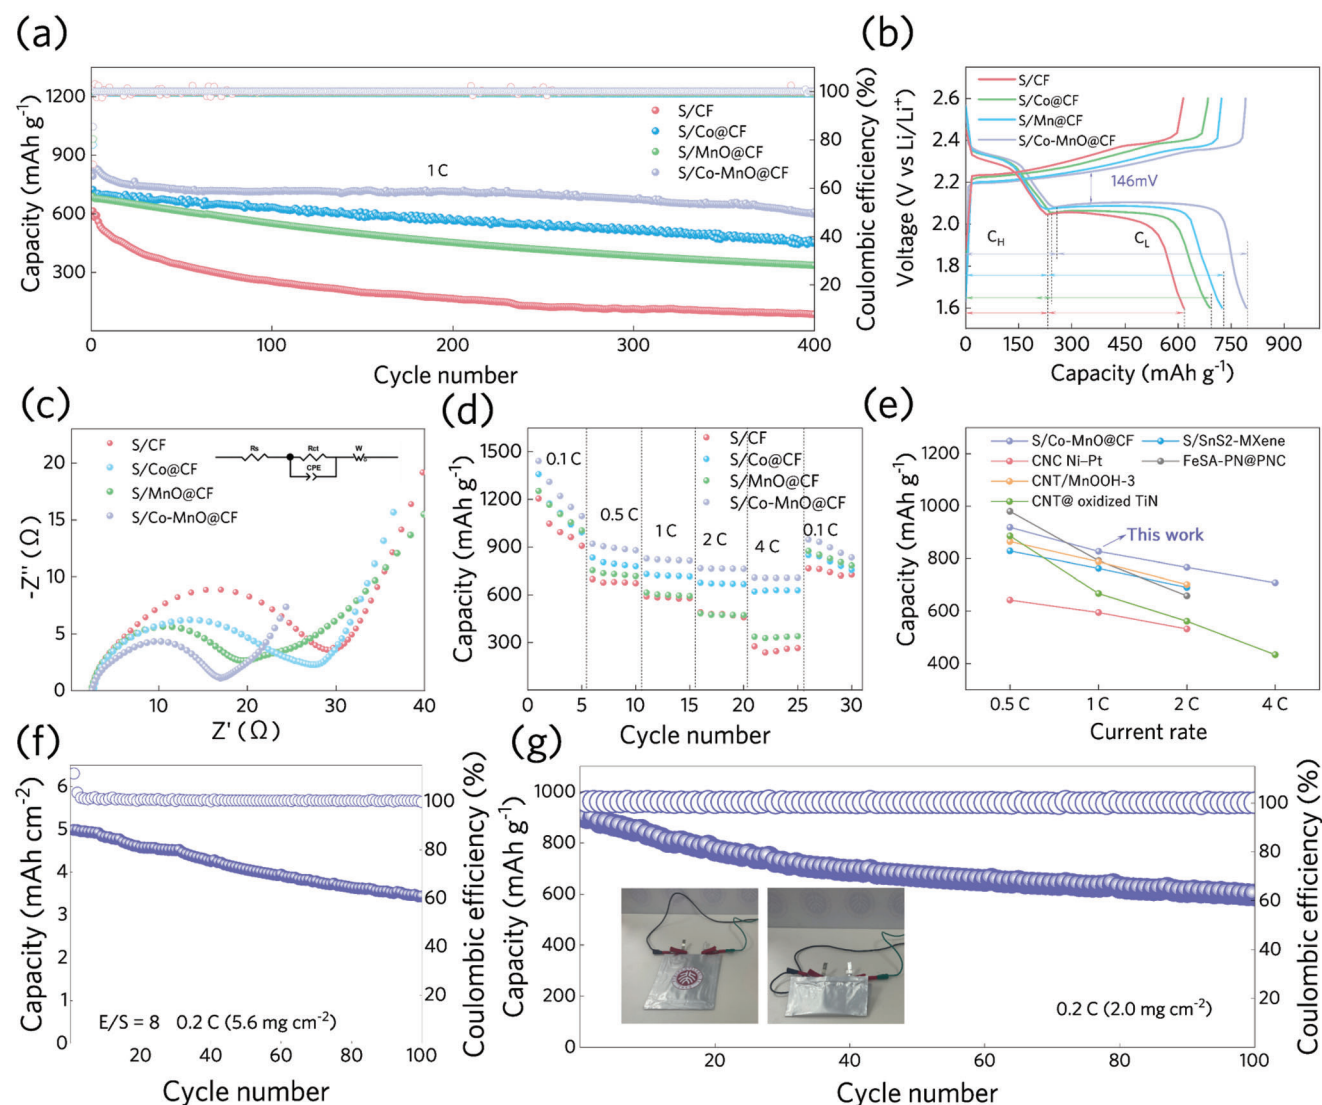 (a)
Capacity (mAh g⁻¹)
1200
900
600
300
0
100
200
300
400
Cycle number
100
80
60
40
20
Coulombic efficiency (%)
S/CF
S/Co@CF
S/MnO@CF
S/Co-MnO@CF
1 C
(b)
Voltage (V vs Li/Li⁺)
2.6
2.4
2.2
2.0
1.8
1.6
0
150
300
450
600
750
900
Capacity (mAh g⁻¹)
S/CF
S/Co@CF
S/Mn@CF
S/Co-MnO@CF
146mV
C_H
C_L
(c)
-Z'' (Ω)
20
15
10
5
0
10
20
30
40
Z' (Ω)
S/CF
S/Co@CF
S/MnO@CF
S/Co-MnO@CF
Rs
Rct
W
CPE
(d)
Capacity (mAh g⁻¹)
1500
1200
900
600
300
0
5
10
15
20
25
30
Cycle number
S/CF
S/Co@CF
S/MnO@CF
S/Co-MnO@CF
0.1 C
0.5 C
1 C
2 C
4 C
0.1 C
(e)
Capacity (mAh g⁻¹)
1200
1000
800
600
400
0.5 C
1 C
2 C
4 C
Current rate
S/Co-MnO@CF
S/SnS2-MXene
CNC Ni–Pt
FeSA-PN@PNC
CNT/MnOOH-3
CNT@ oxidized TiN
This work
(f)
Capacity (mAh cm⁻²)
6
5
4
3
2
1
0
20
40
60
80
100
Cycle number
100
80
60
40
20
Coulombic efficiency (%)
E/S = 8 0.2 C (5.6 mg cm⁻²)
(g)
Capacity (mAh g⁻¹)
1000
800
600
400
200
0
20
40
60
80
100
Cycle number
100
80
60
40
20
Coulombic efficiency (%)
0.2 C (2.0 mg cm⁻²)